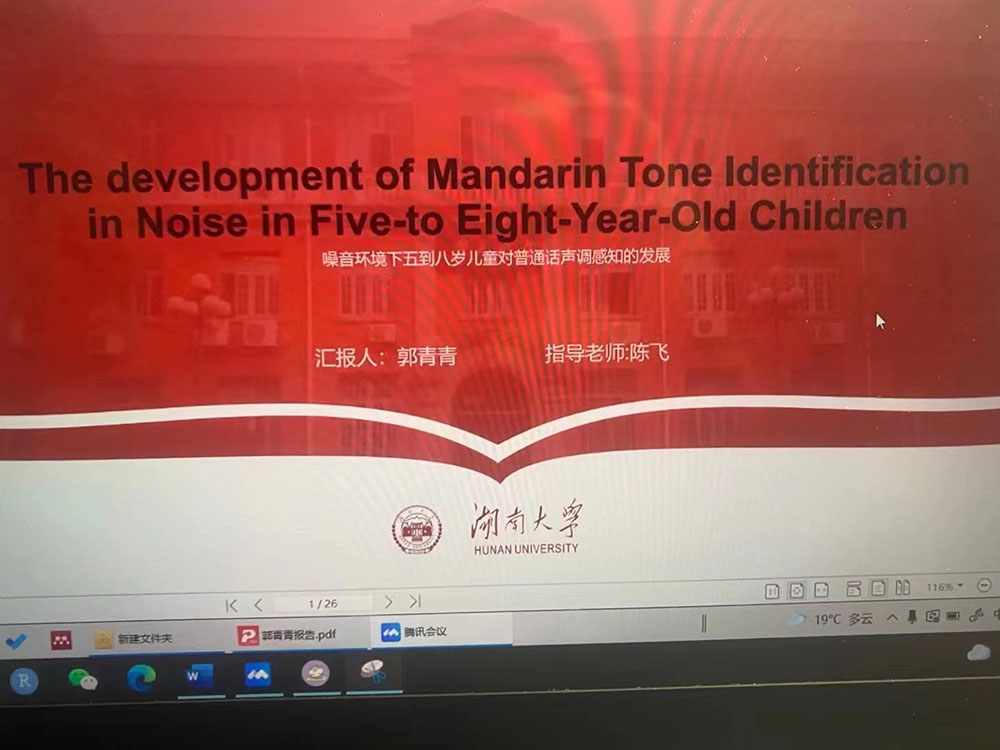 The development of Mandarin Tone Identification
in Noise in Five-to Eight-Year-Old Children
噪音环境下五到八岁儿童对普通话声调感知的发展
汇报人：郭青青 指导老师:陈飞
湖南大学
HUNAN UNIVERSITY
1 / 26 116%
新建文件夹 郭青青报告.pdf 腾讯会议 19°C 多云
R W